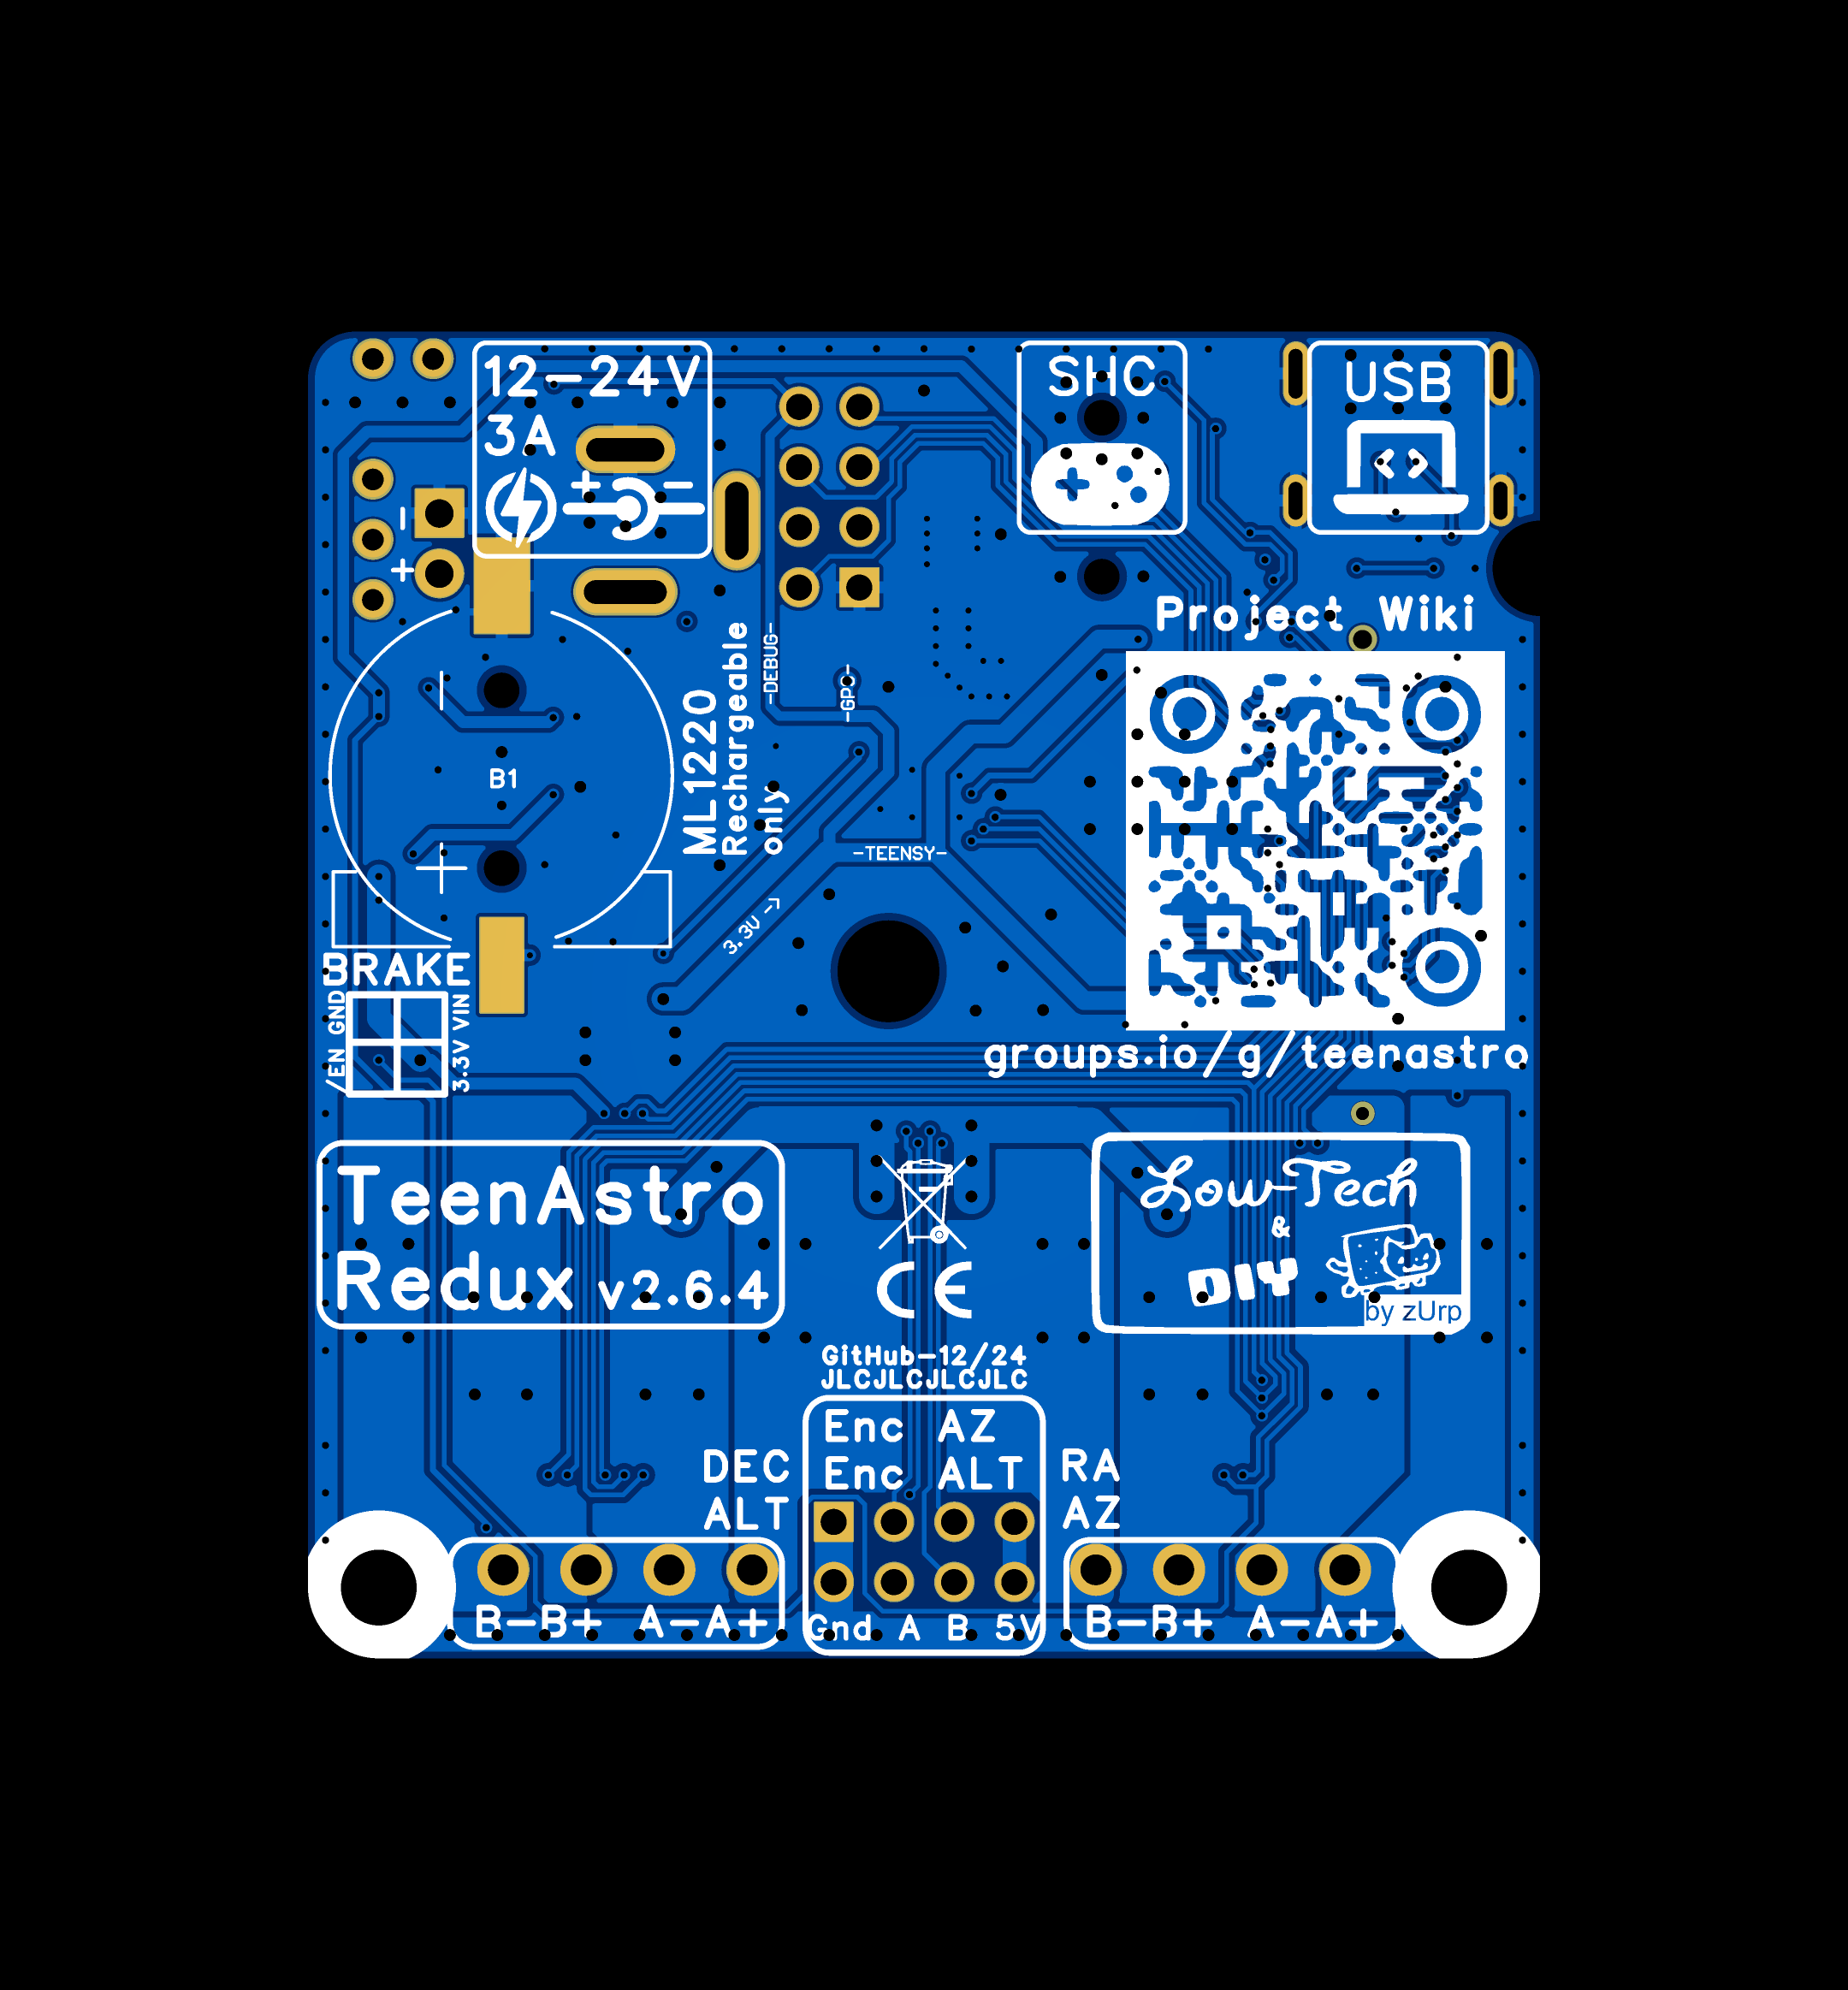 12-24V
3A
+ -
-
+
SHC
USB
< >
Project Wiki
-DEBUG-
-GPO-
ML1220
Rechargeable
only
B1
-TEENSY-
3.3V ->
BRAKE
/EN GND
3.3V VIN
groups.io/g/teenastro
TeenAstro
Redux v2.6.4
CE
Low-Tech
&
DIY
by zUrp
GitHub-12/24
JLCJLCJLCJLC
Enc AZ
Enc ALT
DEC
ALT
RA
AZ
B-B+ A-A+
Gnd A B 5V
B-B+ A-A+